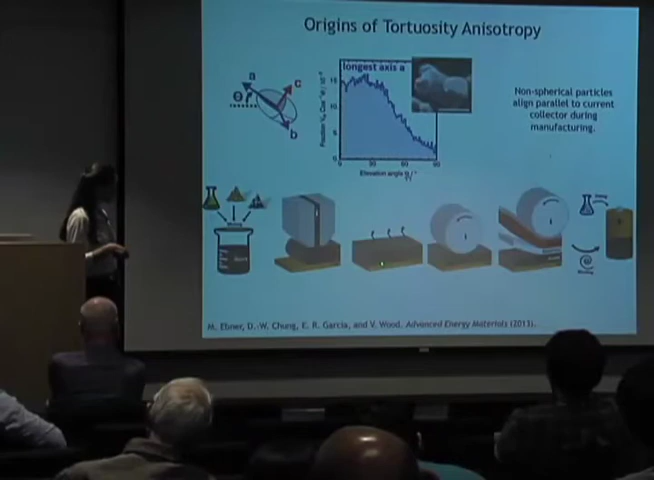 Origins of Tortuosity Anisotropy
longest axis a
a
c
Θ
b
Elevation angle
Non-spherical particles
align parallel to current
collector during
manufacturing.
M. Ebner, D.-W. Chung, E. R. Garcia, and V. Wood. Advanced Energy Materials (2013).